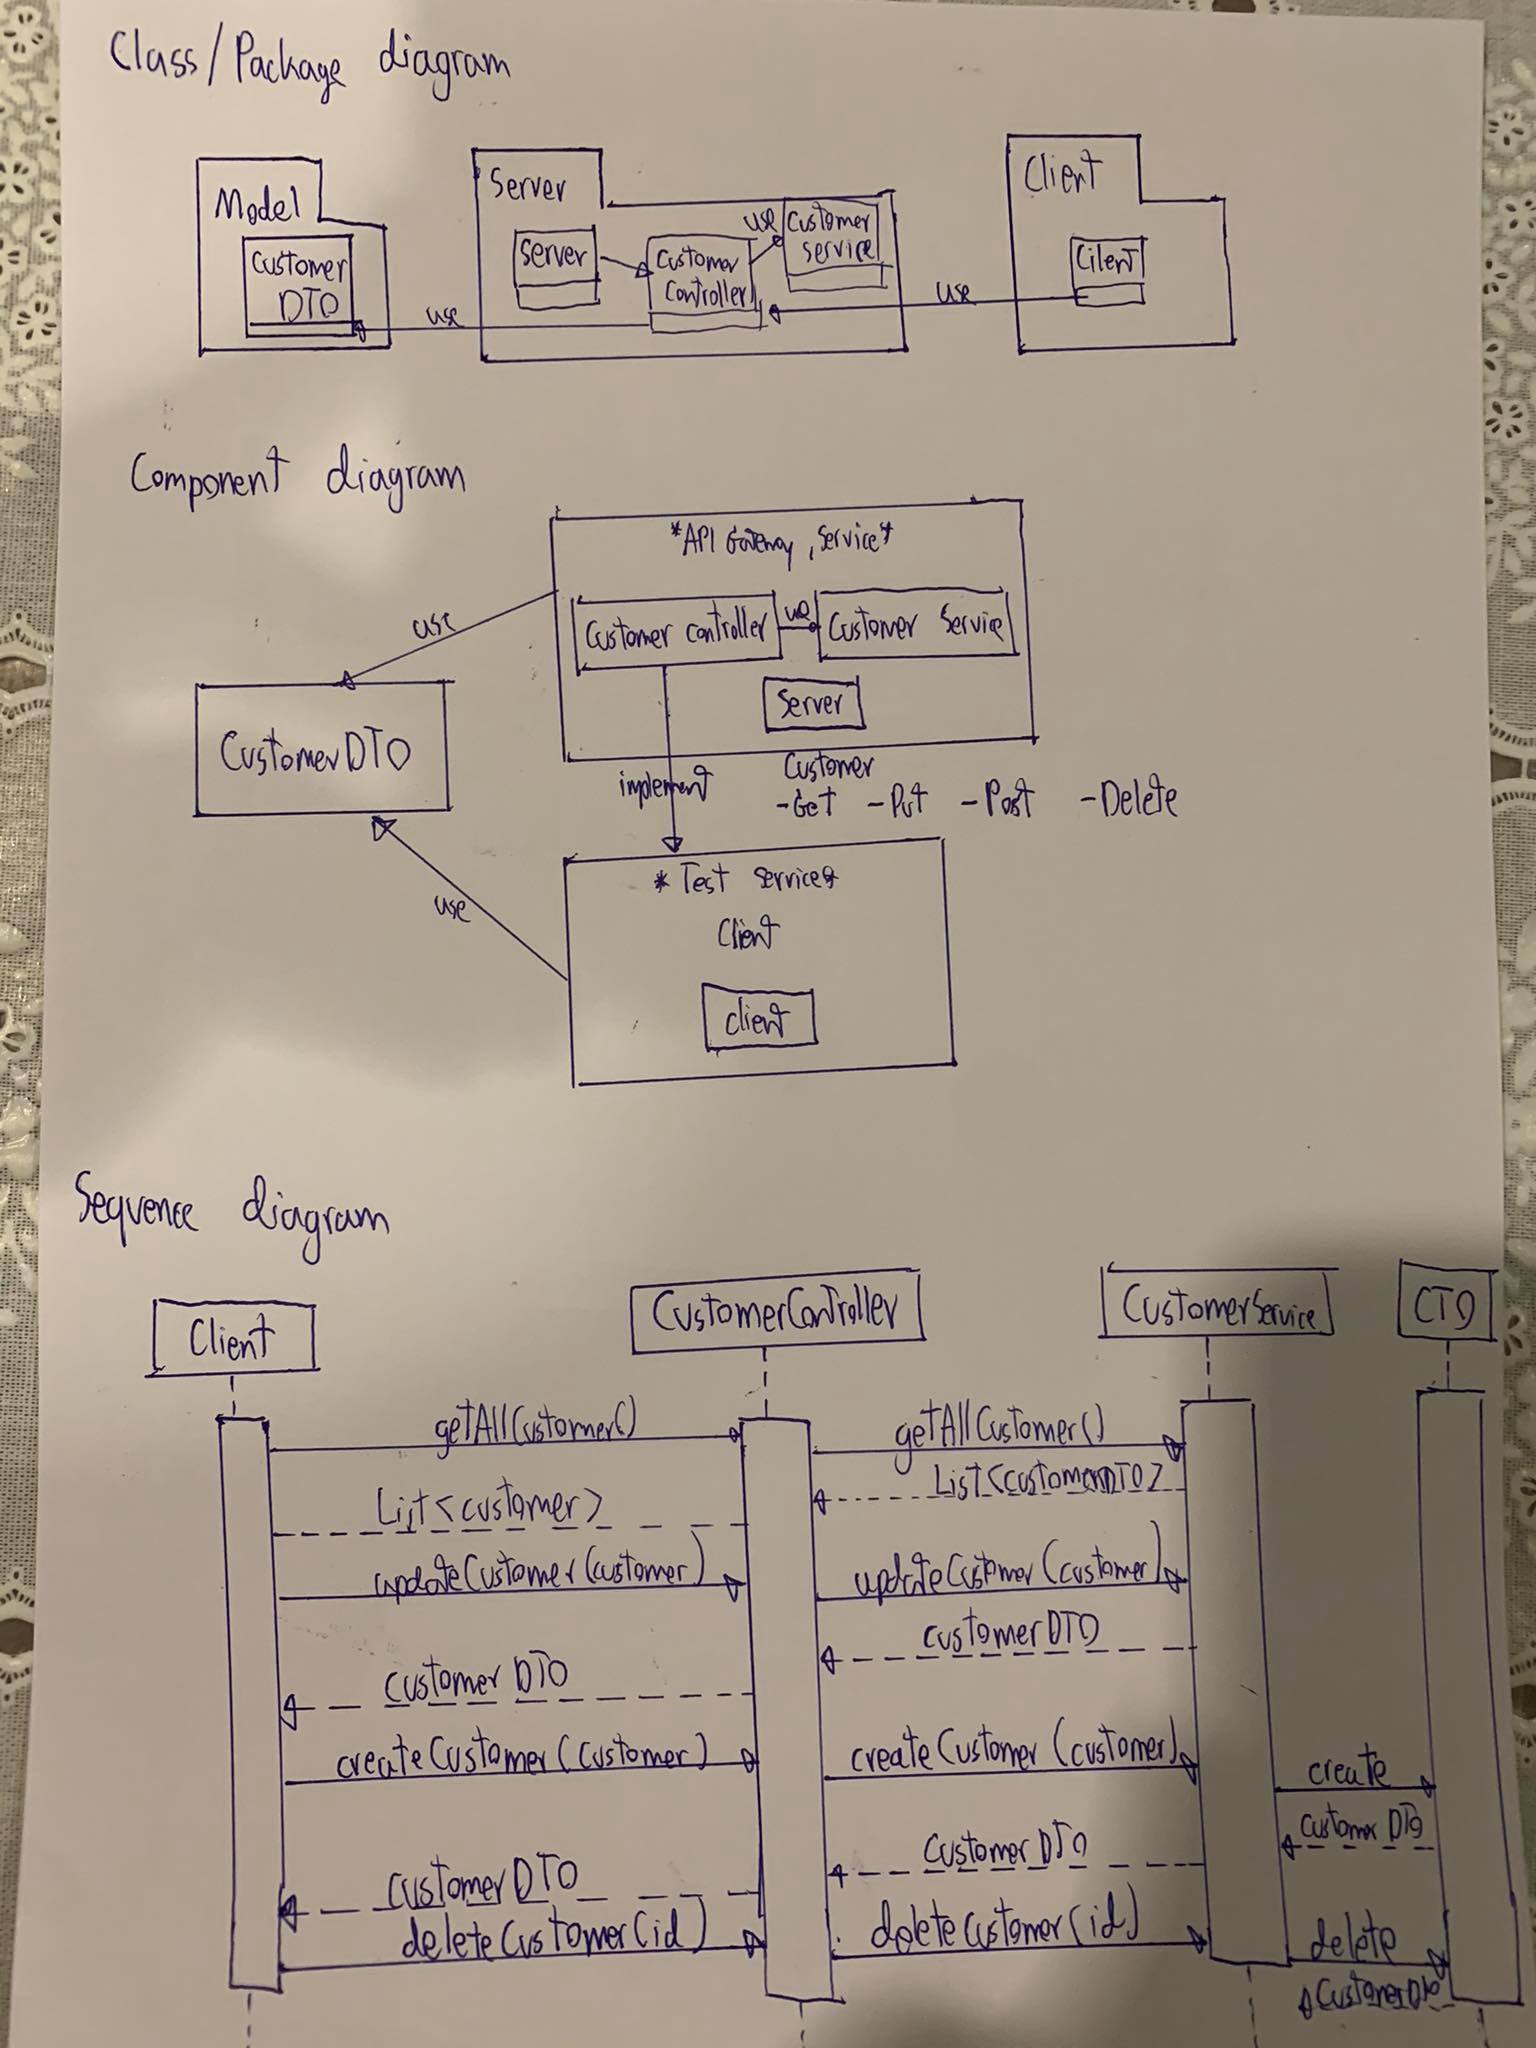 Class/Package diagram
Model
Customer
DTO
use
Server
Server
Customer
Controller
use
Customer
service
use
Client
Cilent
Component diagram
*API Gateway, Service*
use
Customer controller
use
Customer Service
Server
CustomerDTO
implement
Customer
-Get -Put -Post -Delete
*Test Service*
Client
use
client
Sequence diagram
Client
CustomerController
CustomerService
CTO
getAllCustomer()
getAllCustomer()
List<customerDTO>
List<customer>
updateCustomer(customer)
updateCustomer(customer)
customerDTO
CustomerDTO
createCustomer(customer)
createCustomer(customer)
create
customer DTO
CustomerDTO
customerDTO
deleteCustomer(id)
deleteCustomer(id)
delete
CustomerDTO